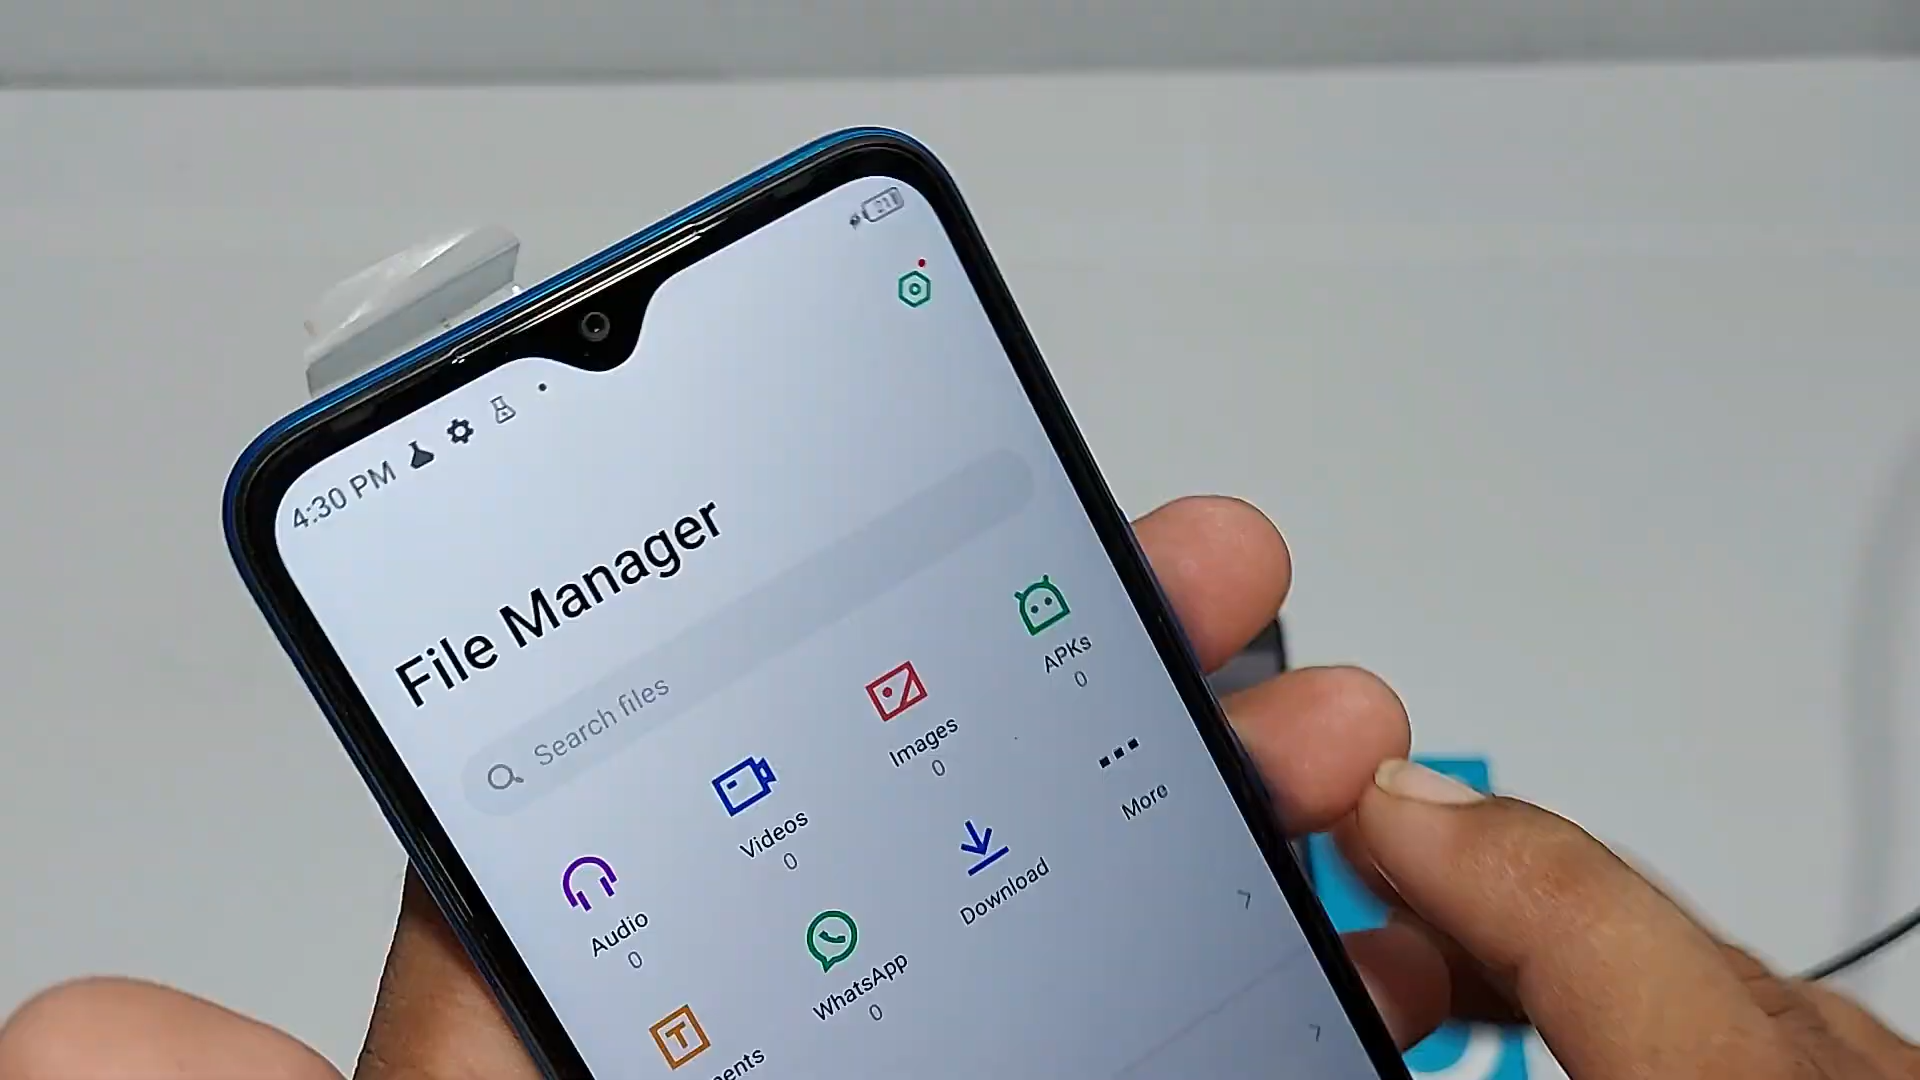 4:30 PM
21
File Manager
Search files
Audio
0
Videos
0
Images
0
APKs
0
WhatsApp
0
Download
More